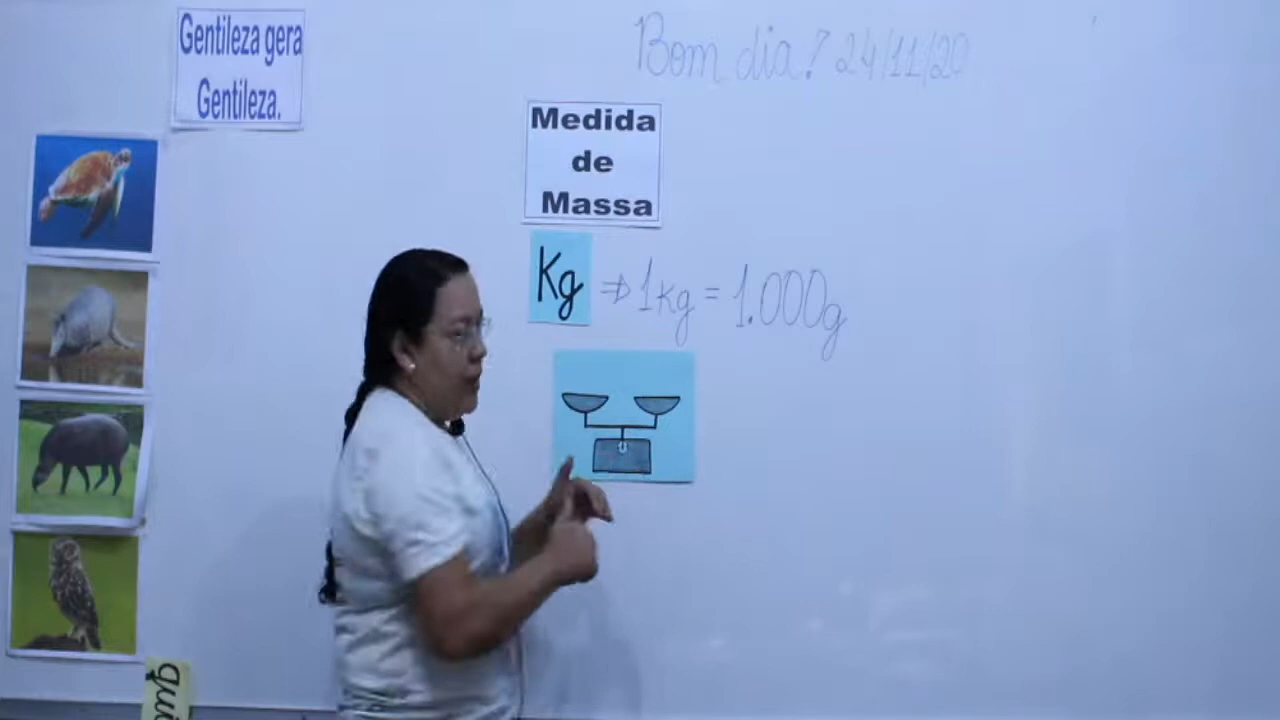 Gentileza gera
Gentileza.
Bom dia! 24/11/20
Medida
de
Massa
Kg ⇒ 1kg = 1.000g